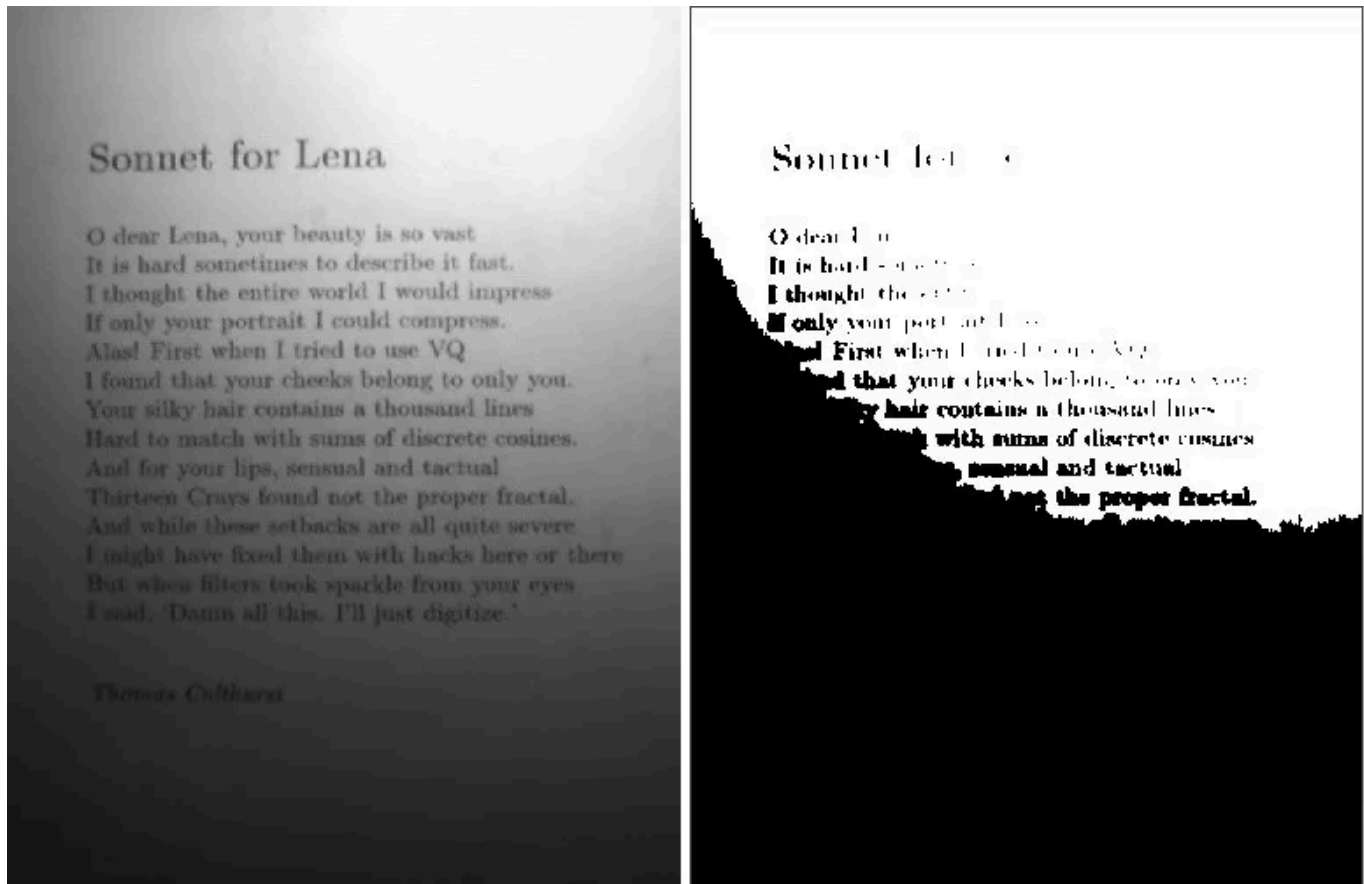 Sonnet for Lena
O dear Lena, your beauty is so vast
It is hard sometimes to describe it fast.
I thought the entire world I would impress
If only your portrait I could compress.
Alas! First when I tried to use VQ
I found that your cheeks belong to only you.
Your silky hair contains a thousand lines
Hard to match with sums of discrete cosines.
And for your lips, sensual and tactual
Thirteen Crays found not the proper fractal.
And while these setbacks are all quite severe
I might have fixed them with hacks here or there
But when filters took sparkle from your eyes
I said, 'Damn all this. I'll just digitize.'
Thomas Colthurst
Sonnet
O dear
It is hard
I thought the
If only your
First when
that your cheeks belong to only you
hair contains a thousand lines
with sums of discrete cosines
sensual and tactual
not the proper fractal.